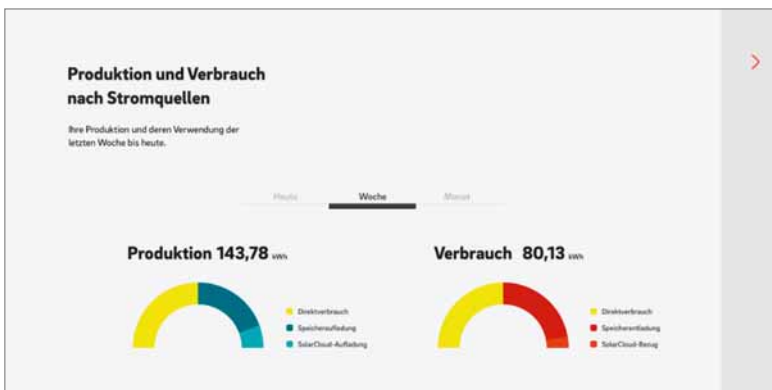 Produktion und Verbrauch
nach Stromquellen
Ihre Produktion und deren Verwendung der
letzten Woche bis heute.
Heute Woche Monat
Produktion 143,78 kWh
Verbrauch 80,13 kWh
Direktverbrauch
Speicheraufladung
SolarCloud-Aufladung
Direktverbrauch
Speicherentladung
SolarCloud-Bezug